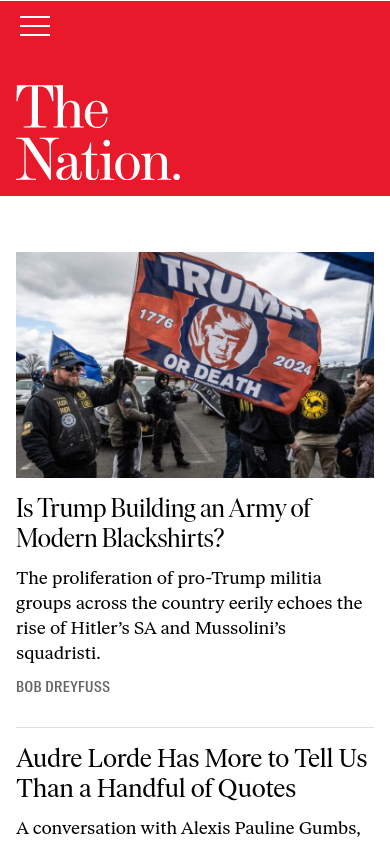 The
Nation.
TRUMP
1776
2024
OR DEATH
Is Trump Building an Army of
Modern Blackshirts?
The proliferation of pro-Trump militia
groups across the country eerily echoes the
rise of Hitler’s SA and Mussolini’s
squadristi.
BOB DREYFUSS
Audre Lorde Has More to Tell Us
Than a Handful of Quotes
A conversation with Alexis Pauline Gumbs,